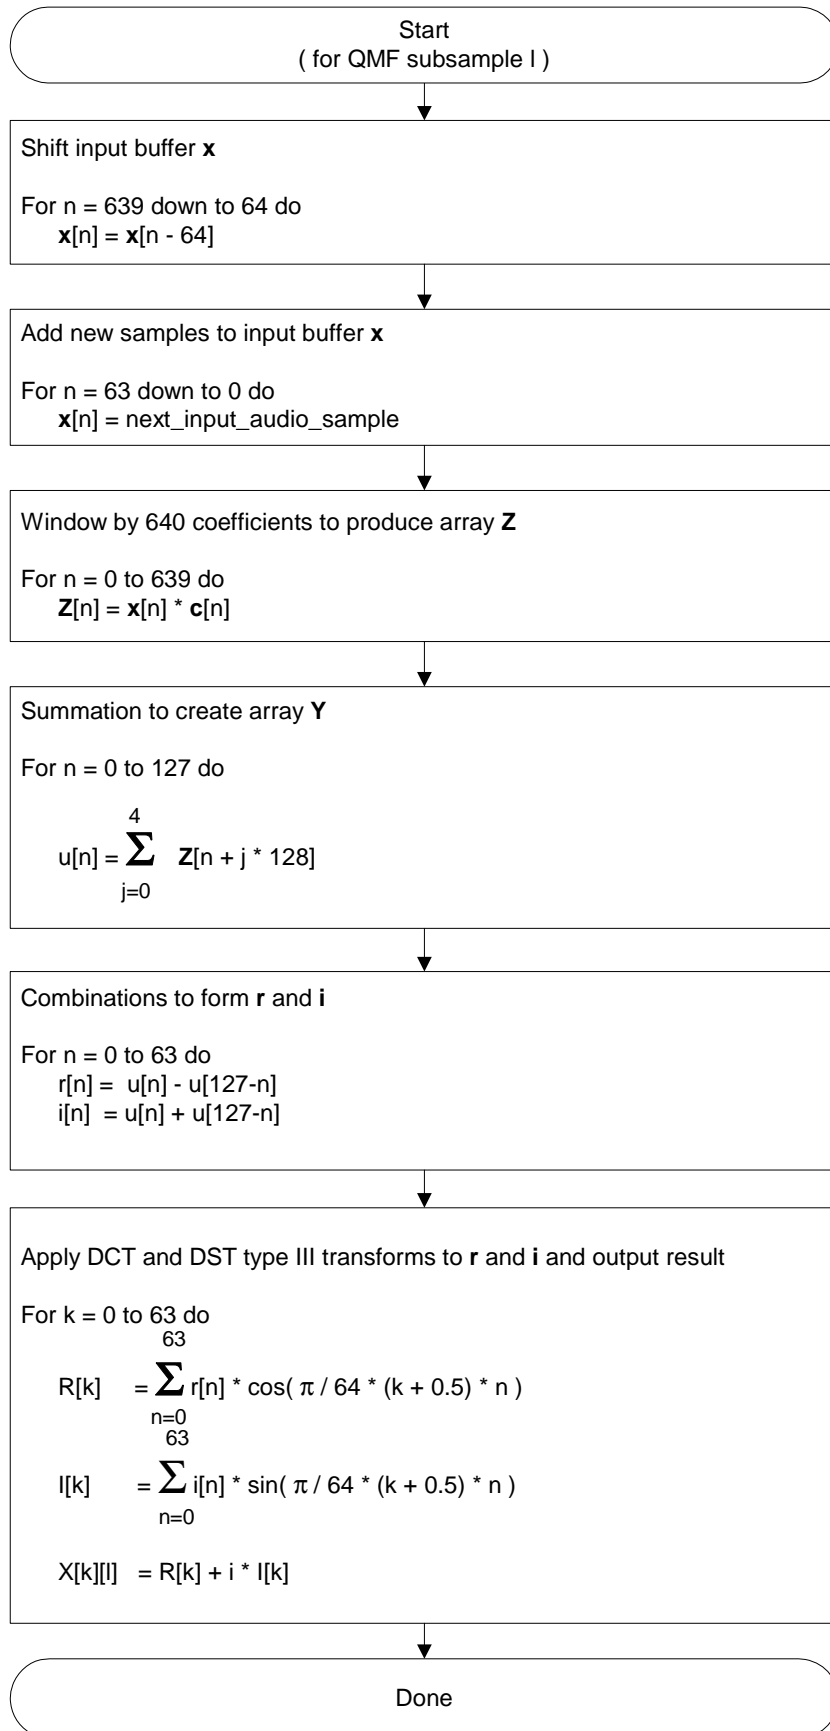 Start
( for QMF subsample l )
Shift input buffer x
For n = 639 down to 64 do
x[n] = x[n - 64]
Add new samples to input buffer x
For n = 63 down to 0 do
x[n] = next_input_audio_sample
Window by 640 coefficients to produce array Z
For n = 0 to 639 do
Z[n] = x[n] * c[n]
Summation to create array Y
For n = 0 to 127 do
4
u[n] = Σ Z[n + j * 128]
j=0
Combinations to form r and i
For n = 0 to 63 do
r[n] = u[n] - u[127-n]
i[n] = u[n] + u[127-n]
Apply DCT and DST type III transforms to r and i and output result
For k = 0 to 63 do
63
R[k] = Σ r[n] * cos( π / 64 * (k + 0.5) * n )
n=0
63
I[k] = Σ i[n] * sin( π / 64 * (k + 0.5) * n )
n=0
X[k][l] = R[k] + i * I[k]
Done